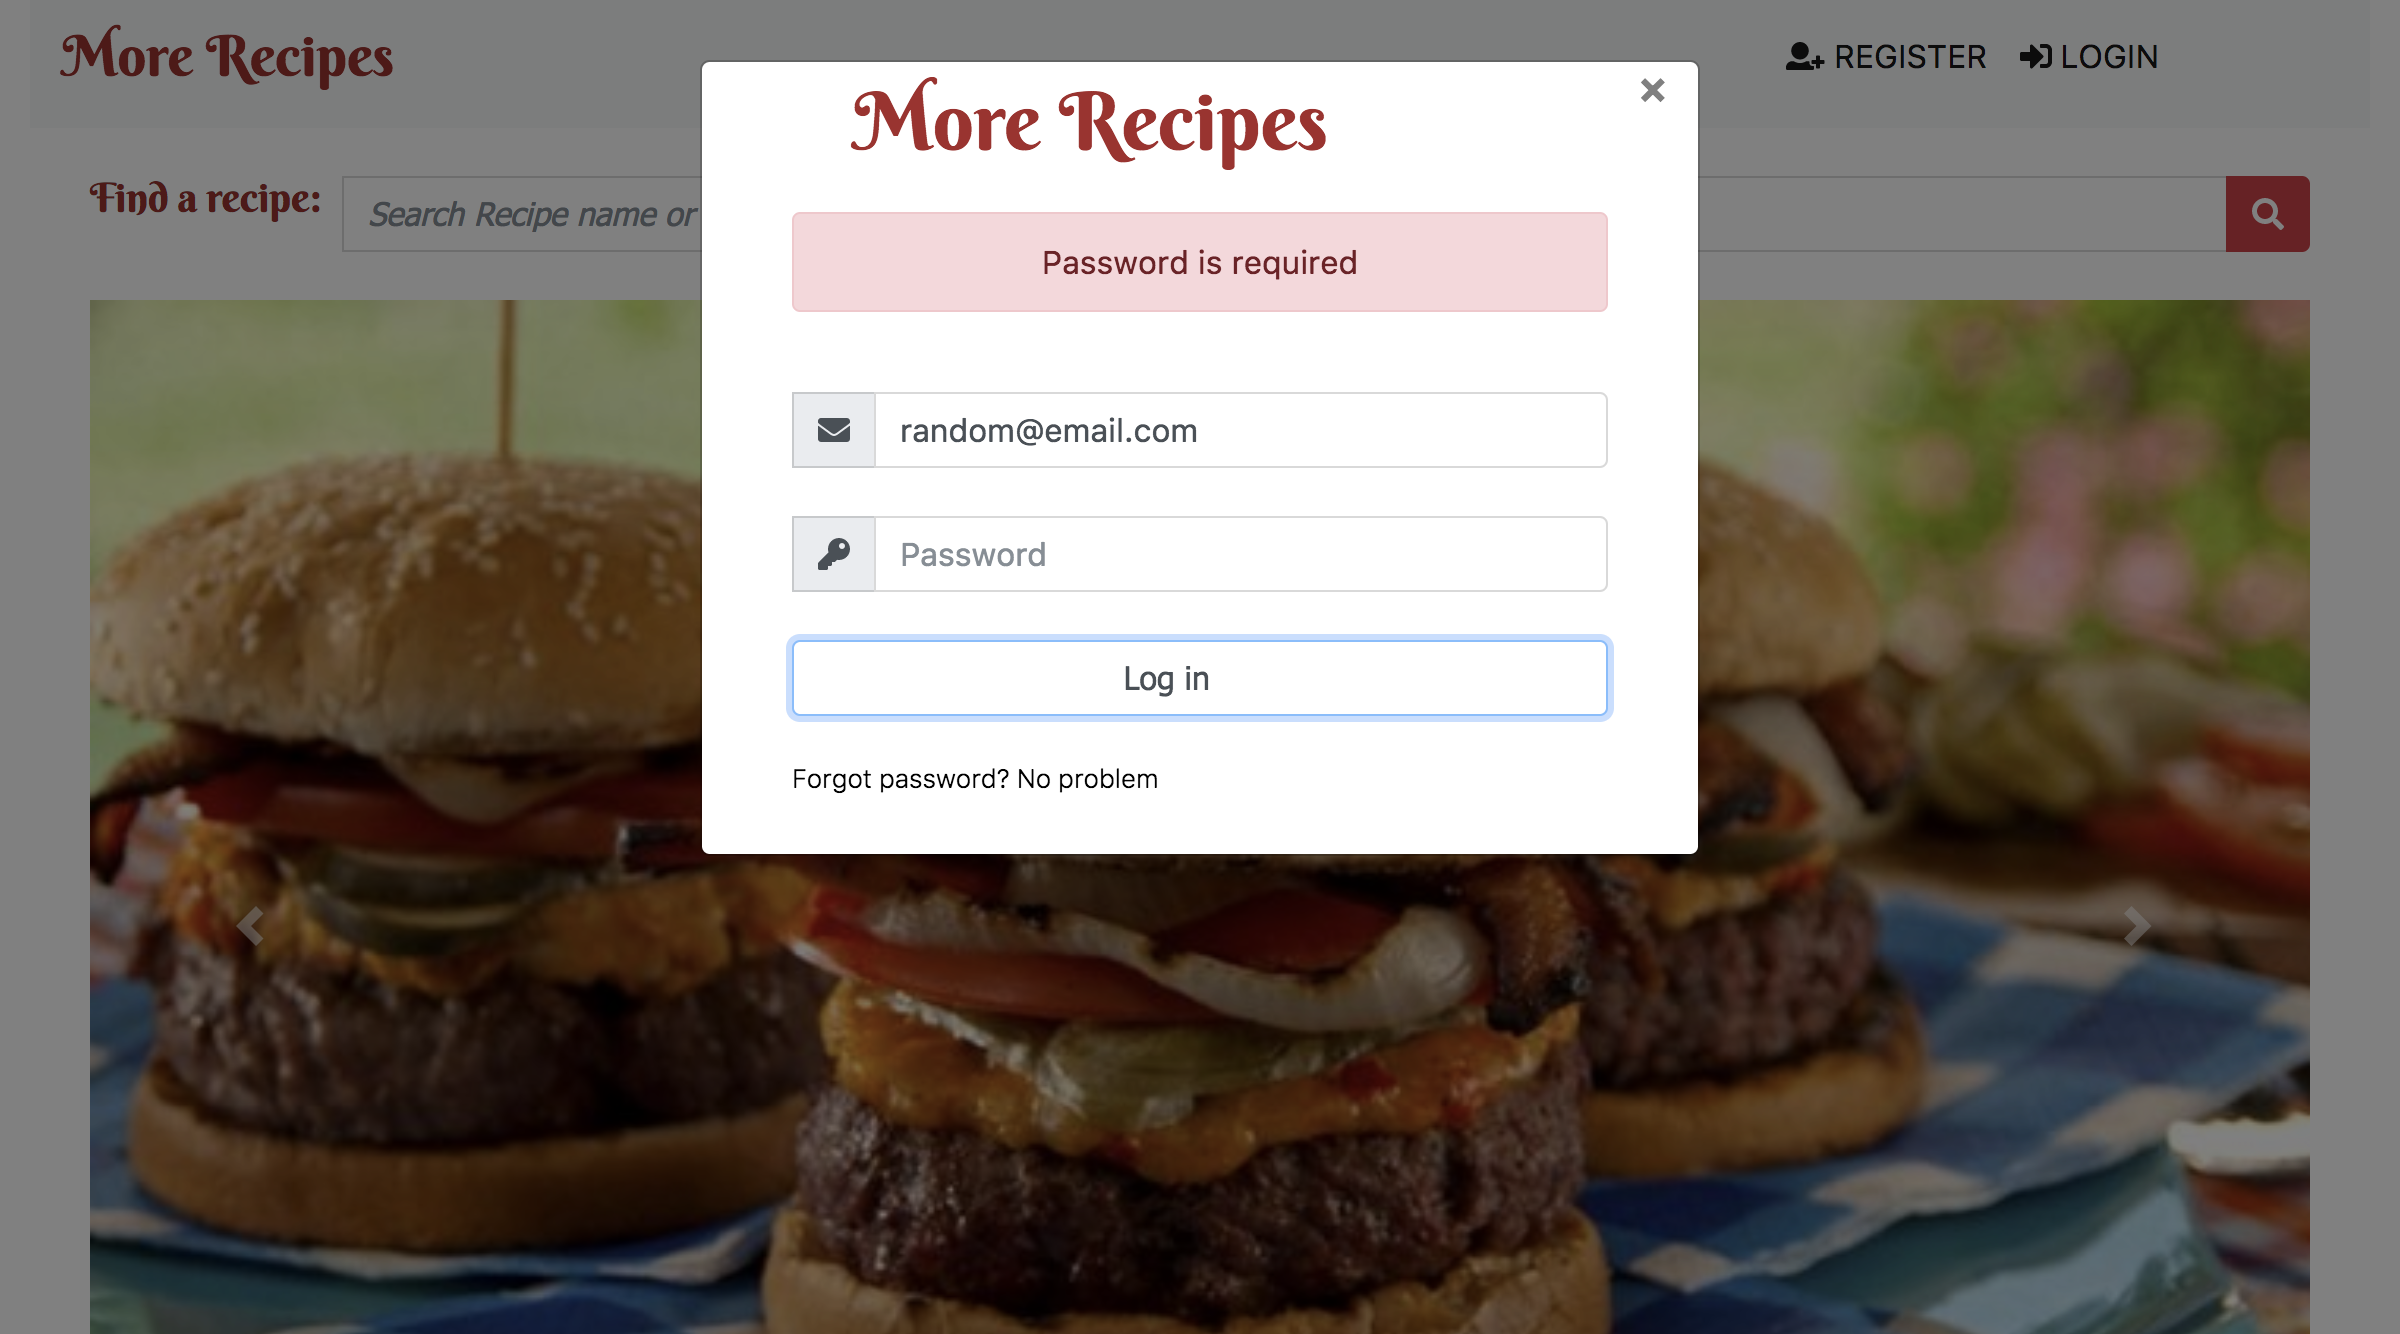 More Recipes
REGISTER
LOGIN
Find a recipe:
Search Recipe name or
More Recipes
Password is required
random@email.com
Password
Log in
Forgot password? No problem